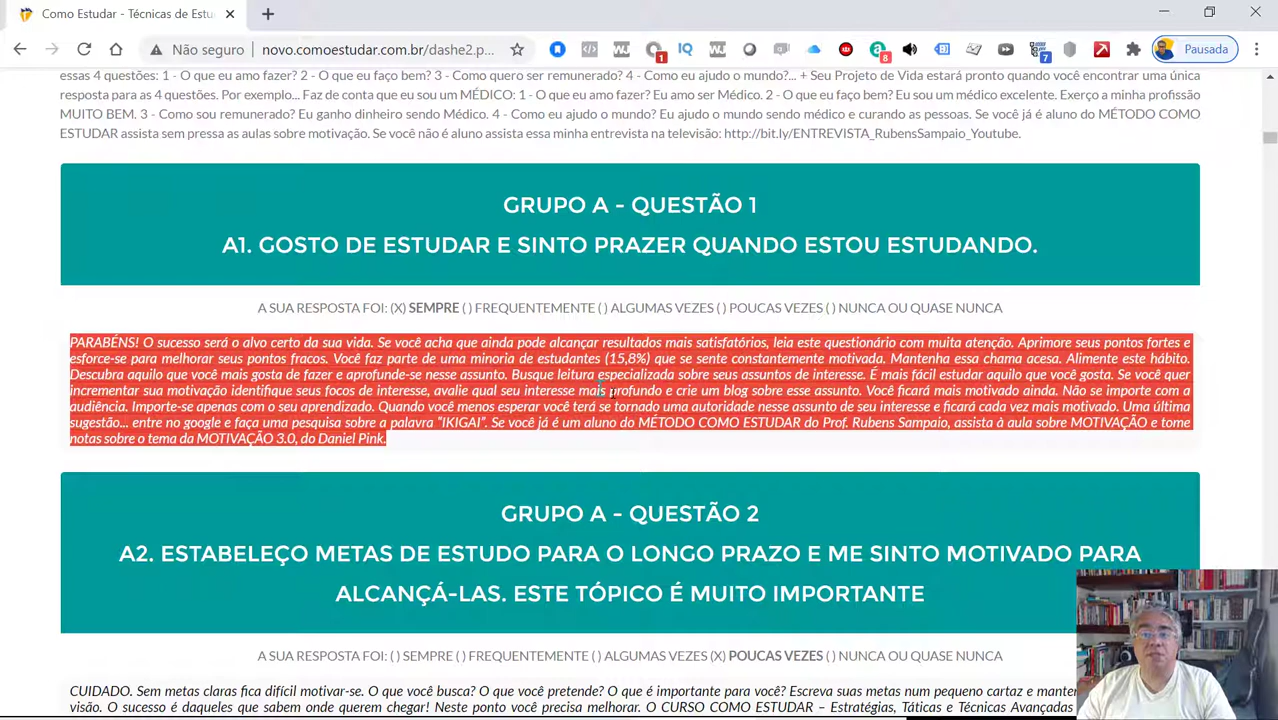 Como Estudar - Técnicas de Estu
Não seguro
novo.comoestudar.com.br/dashe2.p...
1
8
7
Pausada
essas 4 questões: 1 - O que eu amo fazer? 2 - O que eu faço bem? 3 - Como quero ser remunerado? 4 - Como eu ajudo o mundo?... + Seu Projeto de Vida estará pronto quando você encontrar uma única
resposta para as 4 questões. Por exemplo... Faz de conta que eu sou um MÉDICO: 1 - O que eu amo fazer? Eu amo ser Médico. 2 - O que eu faço bem? Eu sou um médico excelente. Exerço a minha profissão
MUITO BEM. 3 - Como sou remunerado? Eu ganho dinheiro sendo Médico. 4 - Como eu ajudo o mundo? Eu ajudo o mundo sendo médico e curando as pessoas. Se você já é aluno do MÉTODO COMO
ESTUDAR assista sem pressa as aulas sobre motivação. Se você não é aluno assista essa minha entrevista na televisão: http://bit.ly/ENTREVISTA_RubensSampaio_Youtube.
GRUPO A - QUESTÃO 1
A1. GOSTO DE ESTUDAR E SINTO PRAZER QUANDO ESTOU ESTUDANDO.
A SUA RESPOSTA FOI: (X) SEMPRE ( ) FREQUENTEMENTE ( ) ALGUMAS VEZES ( ) POUCAS VEZES ( ) NUNCA OU QUASE NUNCA
PARABÉNS! O sucesso será o alvo certo da sua vida. Se você acha que ainda pode alcançar resultados mais satisfatórios, leia este questionário com muita atenção. Aprimore seus pontos fortes e
esforce-se para melhorar seus pontos fracos. Você faz parte de uma minoria de estudantes (15,8%) que se sente constantemente motivada. Mantenha essa chama acesa. Alimente este hábito.
Descubra aquilo que você mais gosta de fazer e aprofunde-se nesse assunto. Busque leitura especializada sobre seus assuntos de interesse. É mais fácil estudar aquilo que você gosta. Se você quer
incrementar sua motivação identifique seus focos de interesse, avalie qual seu interesse mais profundo e crie um blog sobre esse assunto. Você ficará mais motivado ainda. Não se importe com a
audiência. Importe-se apenas com o seu aprendizado. Quando você menos esperar você terá se tornado uma autoridade nesse assunto de seu interesse e ficará cada vez mais motivado. Uma última
sugestão... entre no google e faça uma pesquisa sobre a palavra "IKIGAI". Se você já é um aluno do MÉTODO COMO ESTUDAR do Prof. Rubens Sampaio, assista à aula sobre MOTIVAÇÃO e tome
notas sobre o tema da MOTIVAÇÃO 3.0, do Daniel Pink.
GRUPO A - QUESTÃO 2
A2. ESTABELEÇO METAS DE ESTUDO PARA O LONGO PRAZO E ME SINTO MOTIVADO PARA
ALCANÇÁ-LAS. ESTE TÓPICO É MUITO IMPORTANTE
A SUA RESPOSTA FOI: ( ) SEMPRE ( ) FREQUENTEMENTE ( ) ALGUMAS VEZES (X) POUCAS VEZES ( ) NUNCA OU QUASE NUNCA
CUIDADO. Sem metas claras fica difícil motivar-se. O que você busca? O que você pretende? O que é importante para você? Escreva suas metas num pequeno cartaz e manten
visão. O sucesso é daqueles que sabem onde querem chegar! Neste ponto você precisa melhorar. O CURSO COMO ESTUDAR – Estratégias, Táticas e Técnicas Avançadas